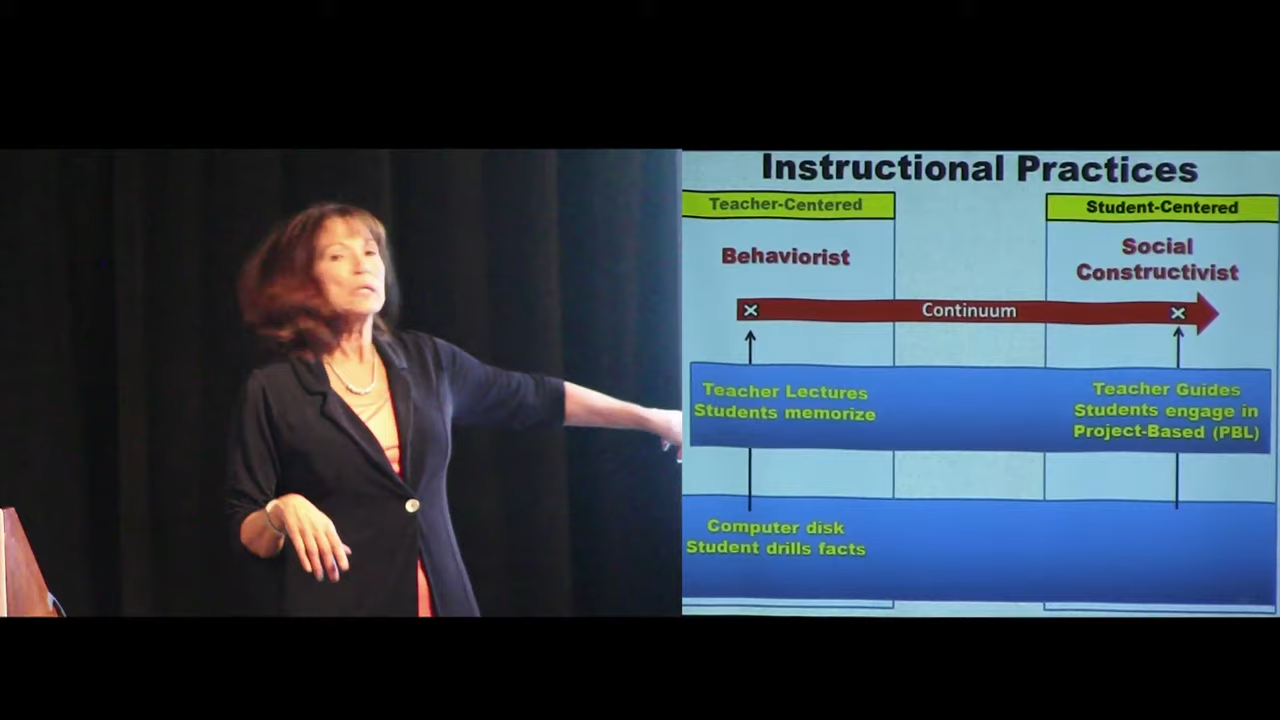 Instructional Practices
Teacher-Centered
Student-Centered
Behaviorist
Social
Constructivist
× Continuum ×
Teacher Lectures
Students memorize
Teacher Guides
Students engage in
Project-Based (PBL)
Computer disk
Student drills facts